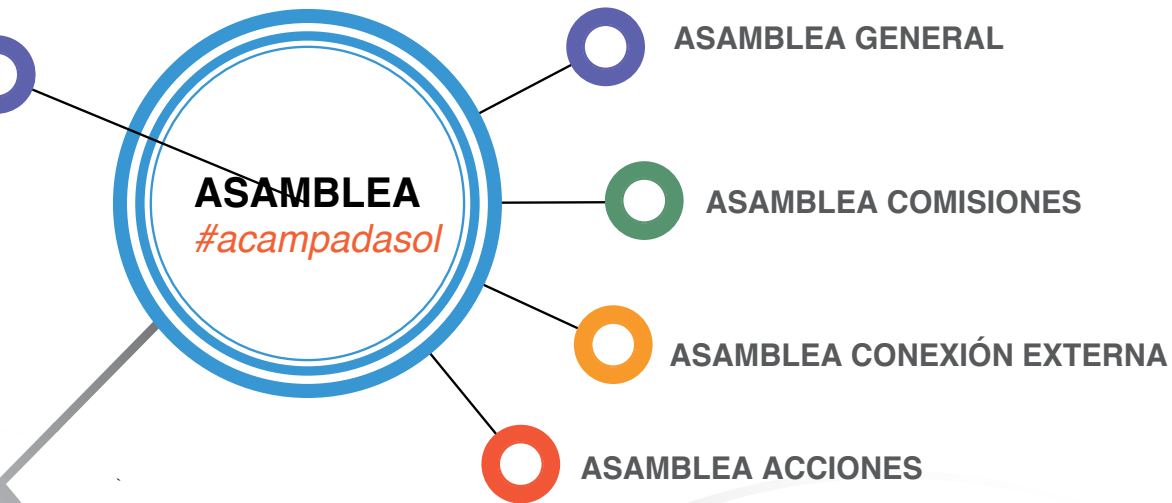 ASAMBLEA GENERAL
ASAMBLEA
#acampadasol
ASAMBLEA COMISIONES
ASAMBLEA CONEXIÓN EXTERNA
ASAMBLEA ACCIONES